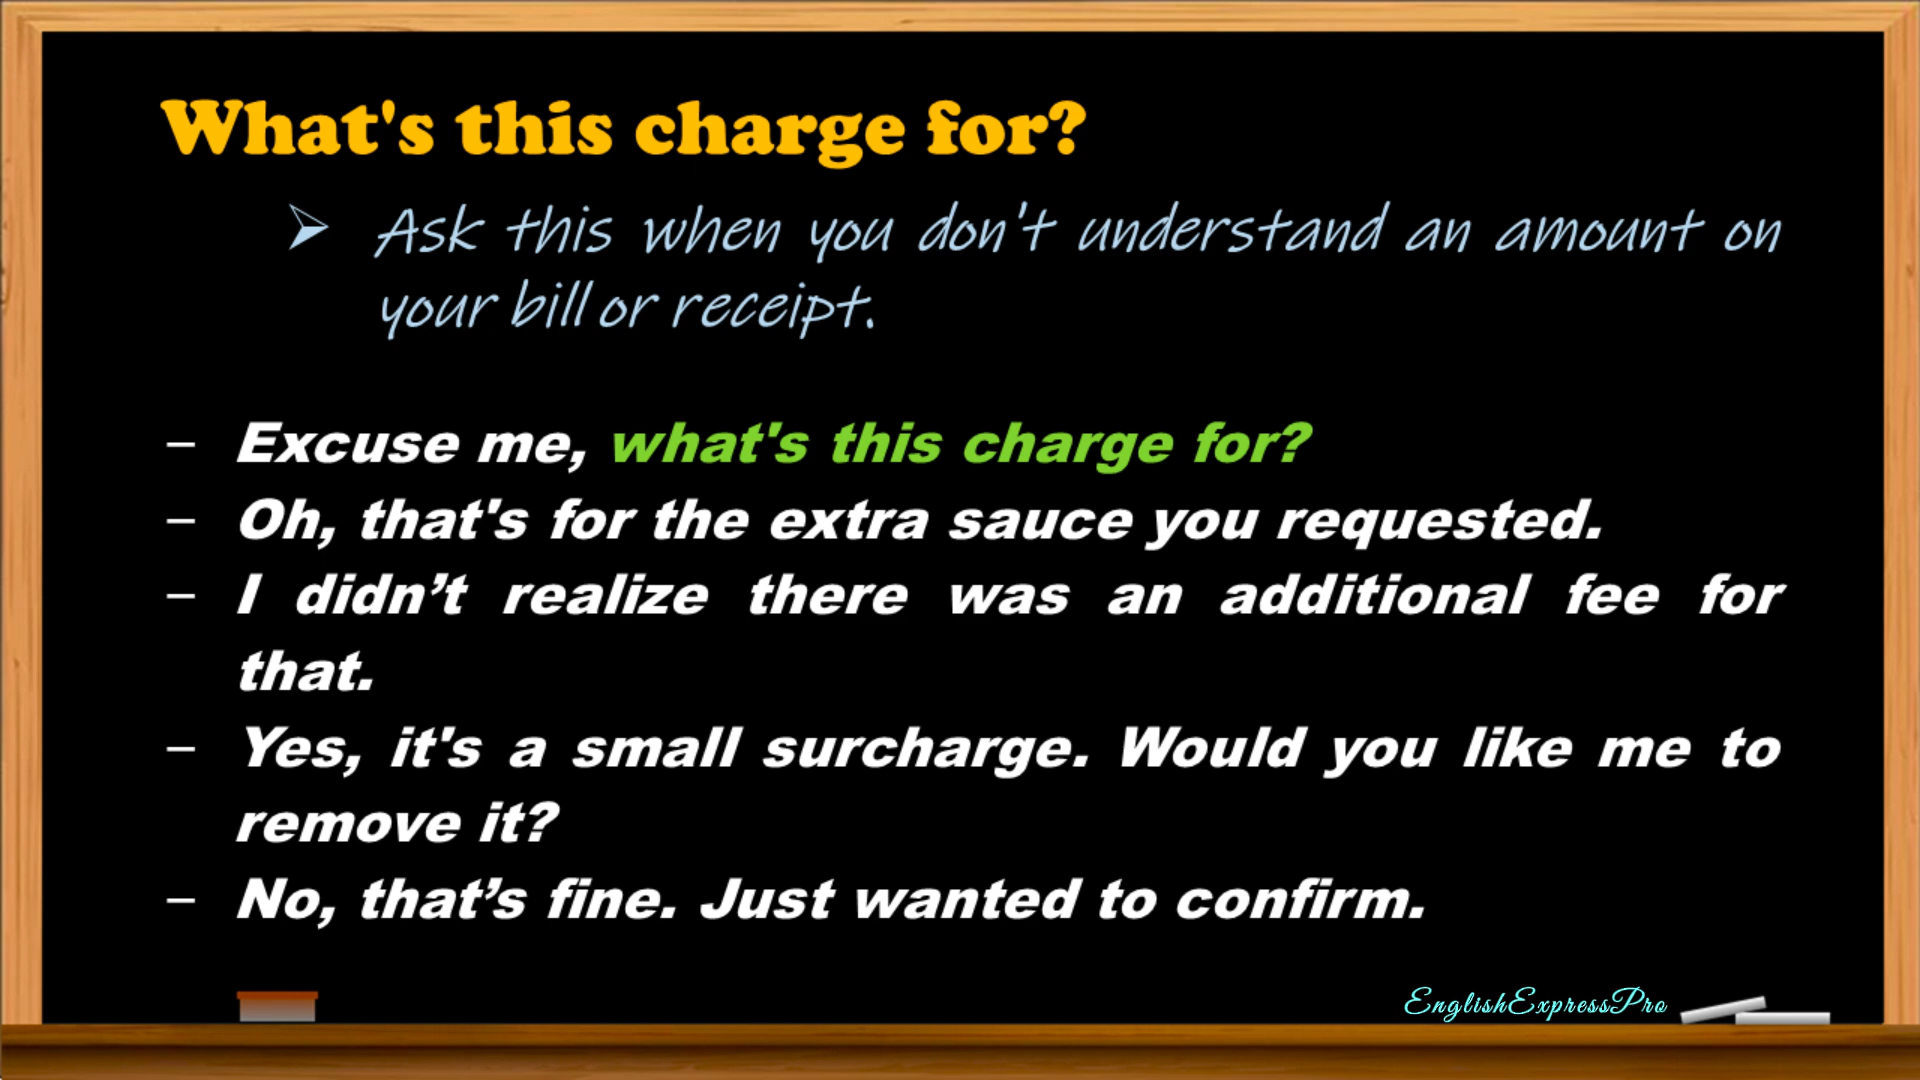 What's this charge for?
➢ Ask this when you don't understand an amount on
your bill or receipt.
– Excuse me, what's this charge for?
– Oh, that's for the extra sauce you requested.
– I didn’t realize there was an additional fee for
that.
– Yes, it's a small surcharge. Would you like me to
remove it?
– No, that’s fine. Just wanted to confirm.
EnglishExpressPro